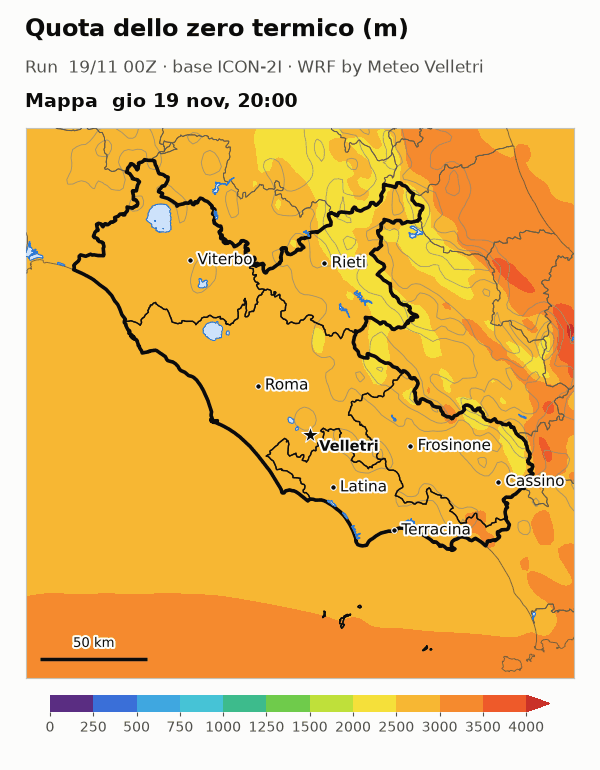 Quota dello zero termico (m)
Run  19/11 00Z · base ICON-2I · WRF by Meteo Velletri
Mappa  gio 19 nov, 20:00
Viterbo
Rieti
Roma
Velletri
Frosinone
Cassino
Latina
Terracina
50 km
0 250 500 750 1000 1250 1500 2000 2500 3000 3500 4000